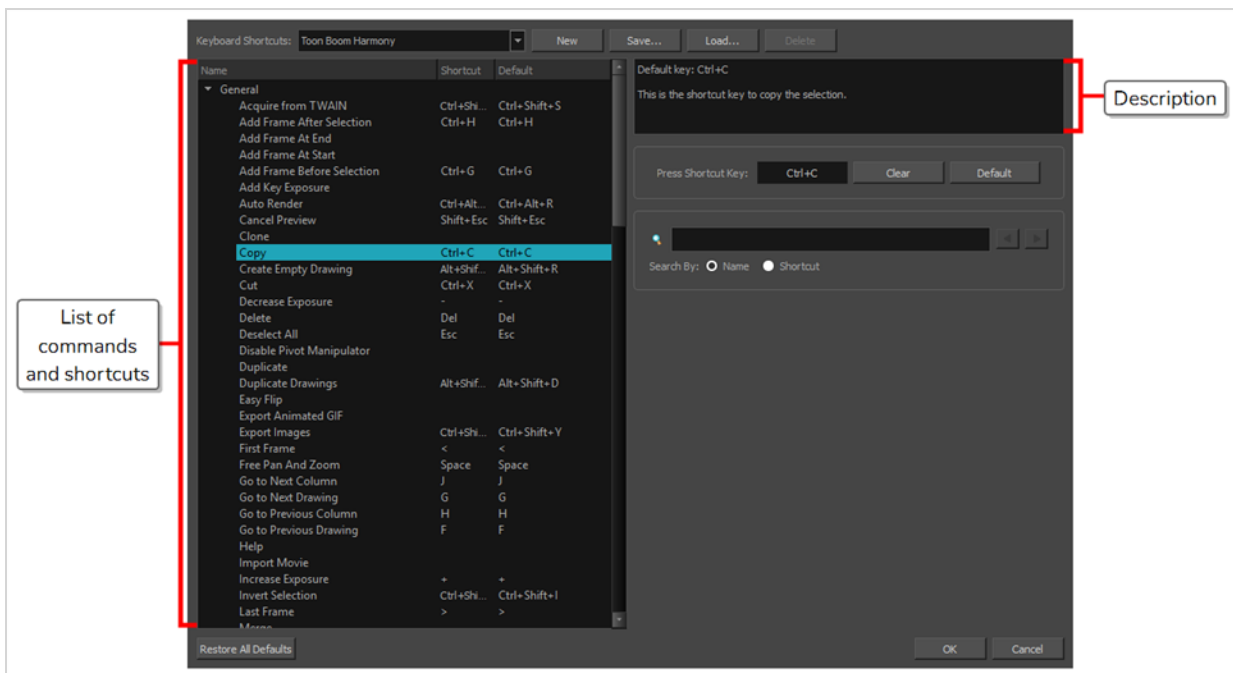 Keyboard Shortcuts: Toon Boom Harmony New Save... Load... Delete
Name Shortcut Default
General
Acquire from TWAIN Ctrl+Shi... Ctrl+Shift+S
Add Frame After Selection Ctrl+H Ctrl+H
Add Frame At End
Add Frame At Start
Add Frame Before Selection Ctrl+G Ctrl+G
Add Key Exposure
Auto Render Ctrl+Alt... Ctrl+Alt+R
Cancel Preview Shift+Esc Shift+Esc
Clone
Copy Ctrl+C Ctrl+C
Create Empty Drawing Alt+Shif... Alt+Shift+R
Cut Ctrl+X Ctrl+X
Decrease Exposure - -
Delete Del Del
Deselect All Esc Esc
Disable Pivot Manipulator
Duplicate
Duplicate Drawings Alt+Shif... Alt+Shift+D
Easy Flip
Export Animated GIF
Export Images Ctrl+Shi... Ctrl+Shift+Y
First Frame < <
Free Pan And Zoom Space Space
Go to Next Column J J
Go to Next Drawing G G
Go to Previous Column H H
Go to Previous Drawing F F
Help
Import Movie
Increase Exposure + +
Invert Selection Ctrl+Shi... Ctrl+Shift+I
Last Frame > >
Merge
Restore All Defaults
Default key: Ctrl+C
This is the shortcut key to copy the selection.
Press Shortcut Key: Ctrl+C Clear Default
Search By: Name Shortcut
OK Cancel
List of
commands
and shortcuts
Description